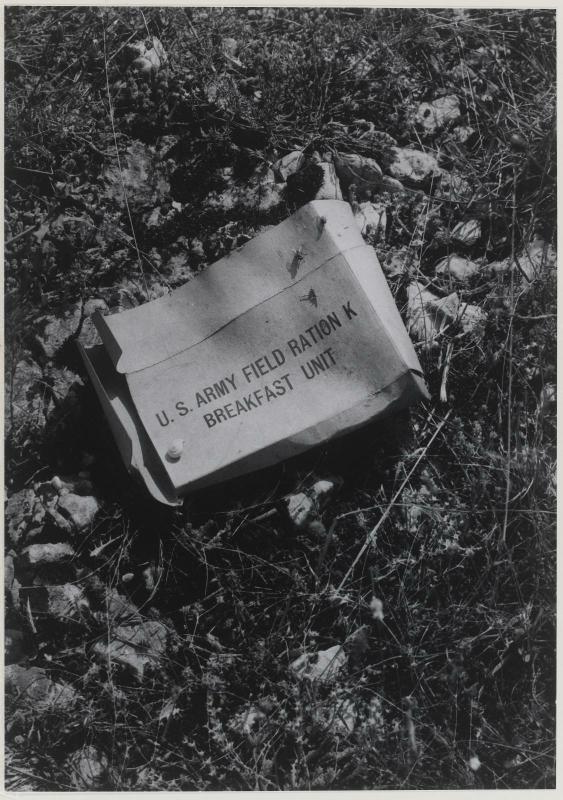 U. S. ARMY FIELD RATION K
BREAKFAST UNIT